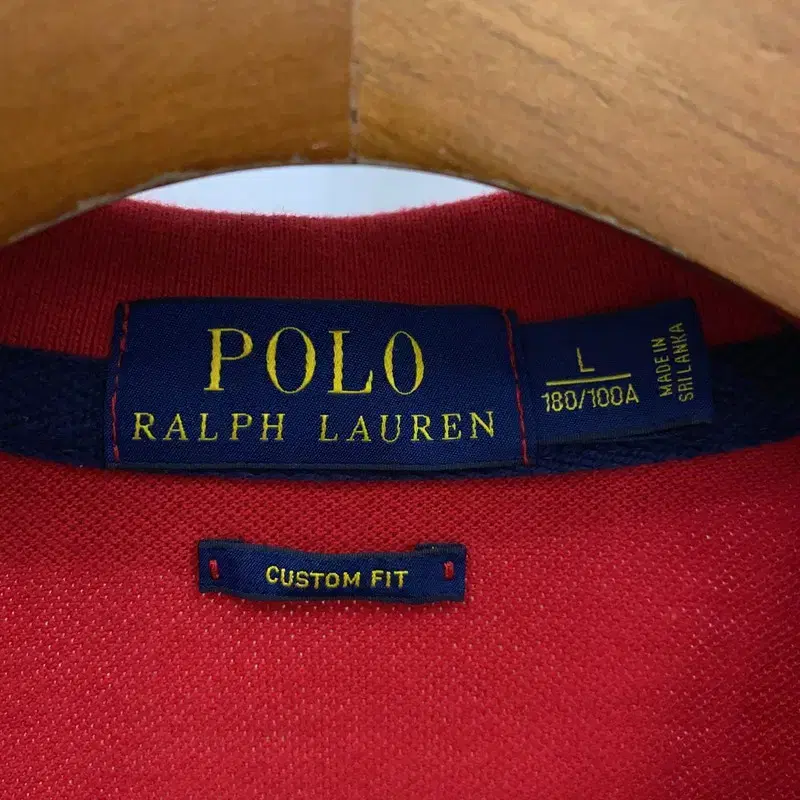 POLO
RALPH LAUREN
L
180/100A
MADE IN
SRI LANKA
CUSTOM FIT